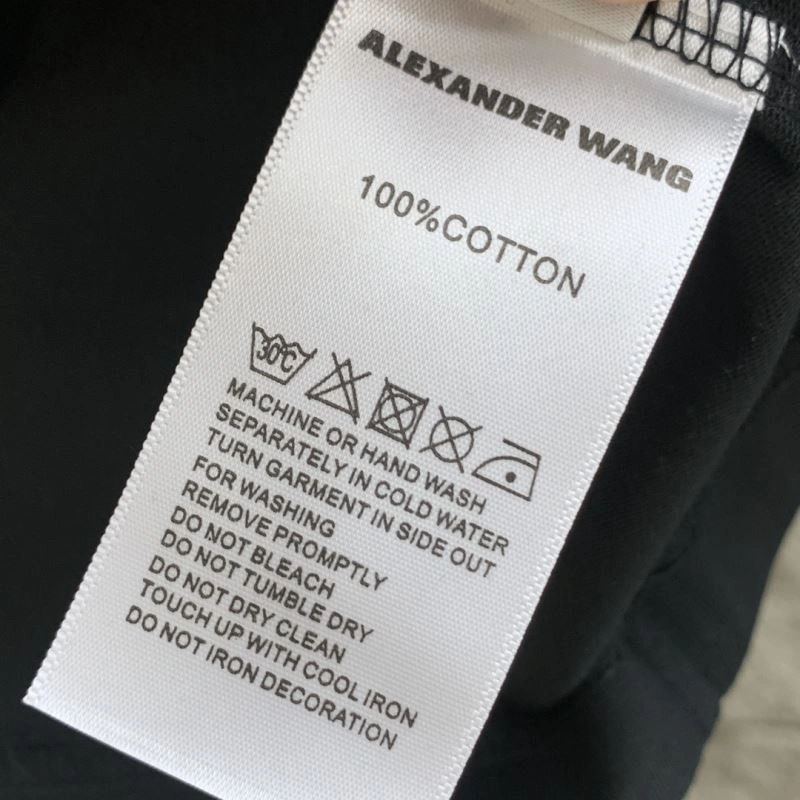 ALEXANDER WANG
100%COTTON
30°C
MACHINE OR HAND WASH
SEPARATELY IN COLD WATER
TURN GARMENT IN SIDE OUT
FOR WASHING
REMOVE PROMPTLY
DO NOT BLEACH
DO NOT TUMBLE DRY
DO NOT DRY CLEAN
TOUCH UP WITH COOL IRON
DO NOT IRON DECORATION